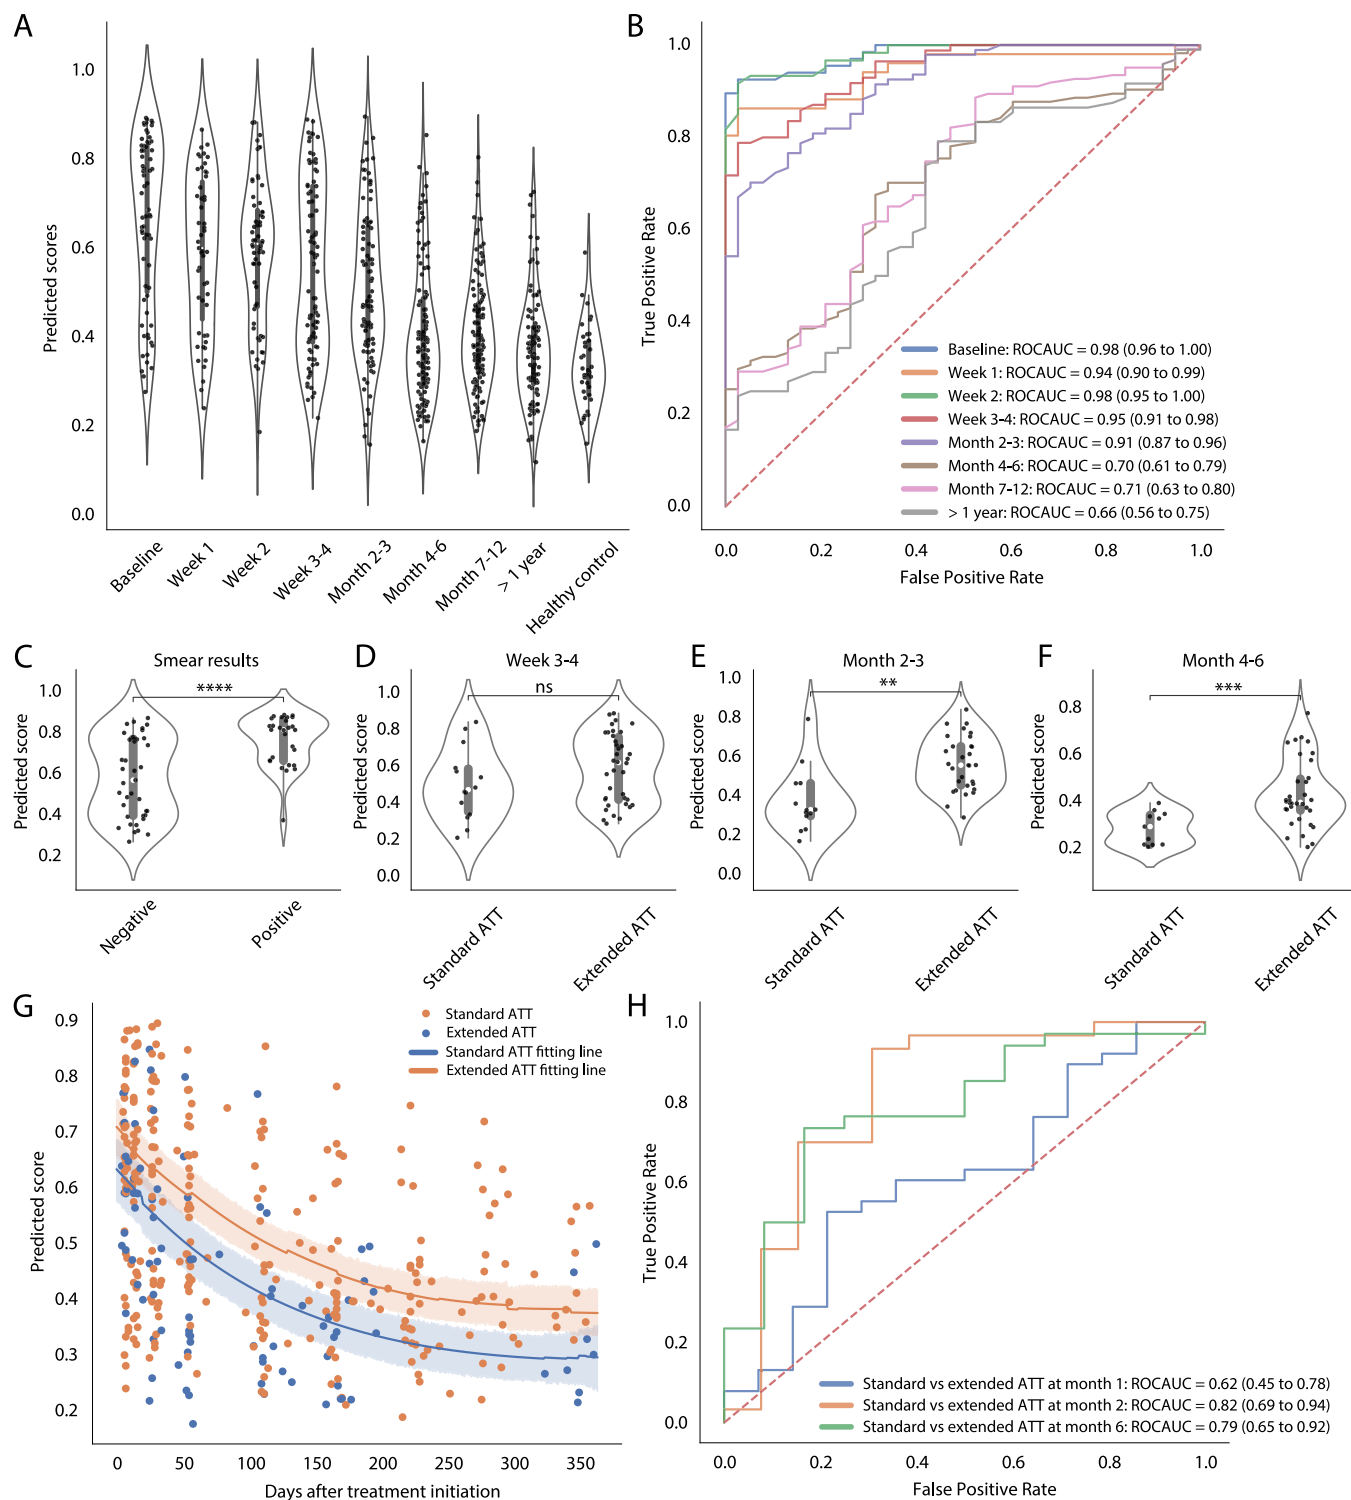 A
1.0
0.8
0.6
0.4
0.2
0.0
Predicted scores
Baseline
Week 1
Week 2
Week 3-4
Month 2-3
Month 4-6
Month 7-12
> 1 year
Healthy control
B
1.0
0.8
0.6
0.4
0.2
0.0
True Positive Rate
Baseline: ROCAUC = 0.98 (0.96 to 1.00)
Week 1: ROCAUC = 0.94 (0.90 to 0.99)
Week 2: ROCAUC = 0.98 (0.95 to 1.00)
Week 3-4: ROCAUC = 0.95 (0.91 to 0.98)
Month 2-3: ROCAUC = 0.91 (0.87 to 0.96)
Month 4-6: ROCAUC = 0.70 (0.61 to 0.79)
Month 7-12: ROCAUC = 0.71 (0.63 to 0.80)
> 1 year: ROCAUC = 0.66 (0.56 to 0.75)
0.0 0.2 0.4 0.6 0.8 1.0
False Positive Rate
C
Smear results
****
1.0
0.8
0.6
0.4
0.2
Predicted score
Negative
Positive
D
Week 3-4
ns
1.0
0.8
0.6
0.4
0.2
0.0
Predicted score
Standard ATT
Extended ATT
E
Month 2-3
**
1.0
0.8
0.6
0.4
0.2
0.0
Predicted score
Standard ATT
Extended ATT
F
Month 4-6
***
0.8
0.6
0.4
0.2
Predicted score
Standard ATT
Extended ATT
G
0.9
0.8
0.7
0.6
0.5
0.4
0.3
0.2
Predicted score
Standard ATT
Extended ATT
Standard ATT fitting line
Extended ATT fitting line
0 50 100 150 200 250 300 350
Days after treatment initiation
H
1.0
0.8
0.6
0.4
0.2
0.0
True Positive Rate
Standard vs extended ATT at month 1: ROCAUC = 0.62 (0.45 to 0.78)
Standard vs extended ATT at month 2: ROCAUC = 0.82 (0.69 to 0.94)
Standard vs extended ATT at month 6: ROCAUC = 0.79 (0.65 to 0.92)
0.0 0.2 0.4 0.6 0.8 1.0
False Positive Rate